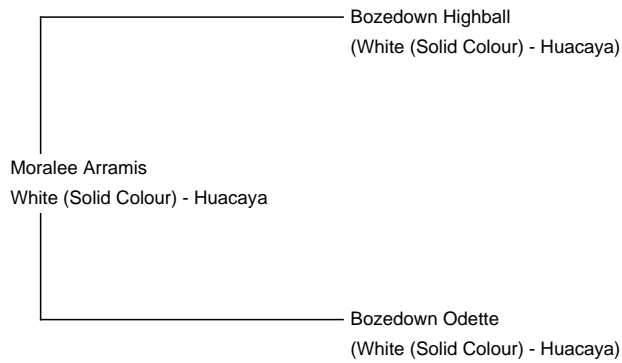 Bozedown Highball
(White (Solid Colour) - Huacaya)
Moralee Arramis
White (Solid Colour) - Huacaya
Bozedown Odette
(White (Solid Colour) - Huacaya)